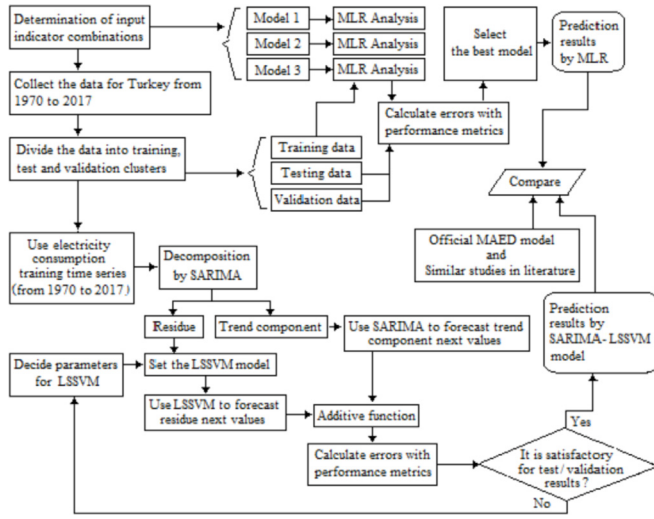 Determination of input
indicator combinations
Model 1
MLR Analysis
Model 2
MLR Analysis
Model 3
MLR Analysis
Select
the best model
Prediction
results
by MLR
Collect the data for Turkey from
1970 to 2017
Calculate errors with
performance metrics
Divide the data into training,
test and validation clusters
Training data
Testing data
Validation data
Compare
Use electricity
consumption
training time series
(from 1970 to 2017)
Decomposition
by SARIMA
Official MAED model
and
Similar studies in literature
Residue
Trend component
Use SARIMA to forecast trend
component next values
Prediction
results by
SARIMA- LSSVM
model
Decide parameters
for LSSVM
Set the LSSVM model
Use LSSVM to forecast
residue next values
Additive function
Yes
Calculate errors with
performance metrics
It is satisfactory
for test/validation
results ?
No